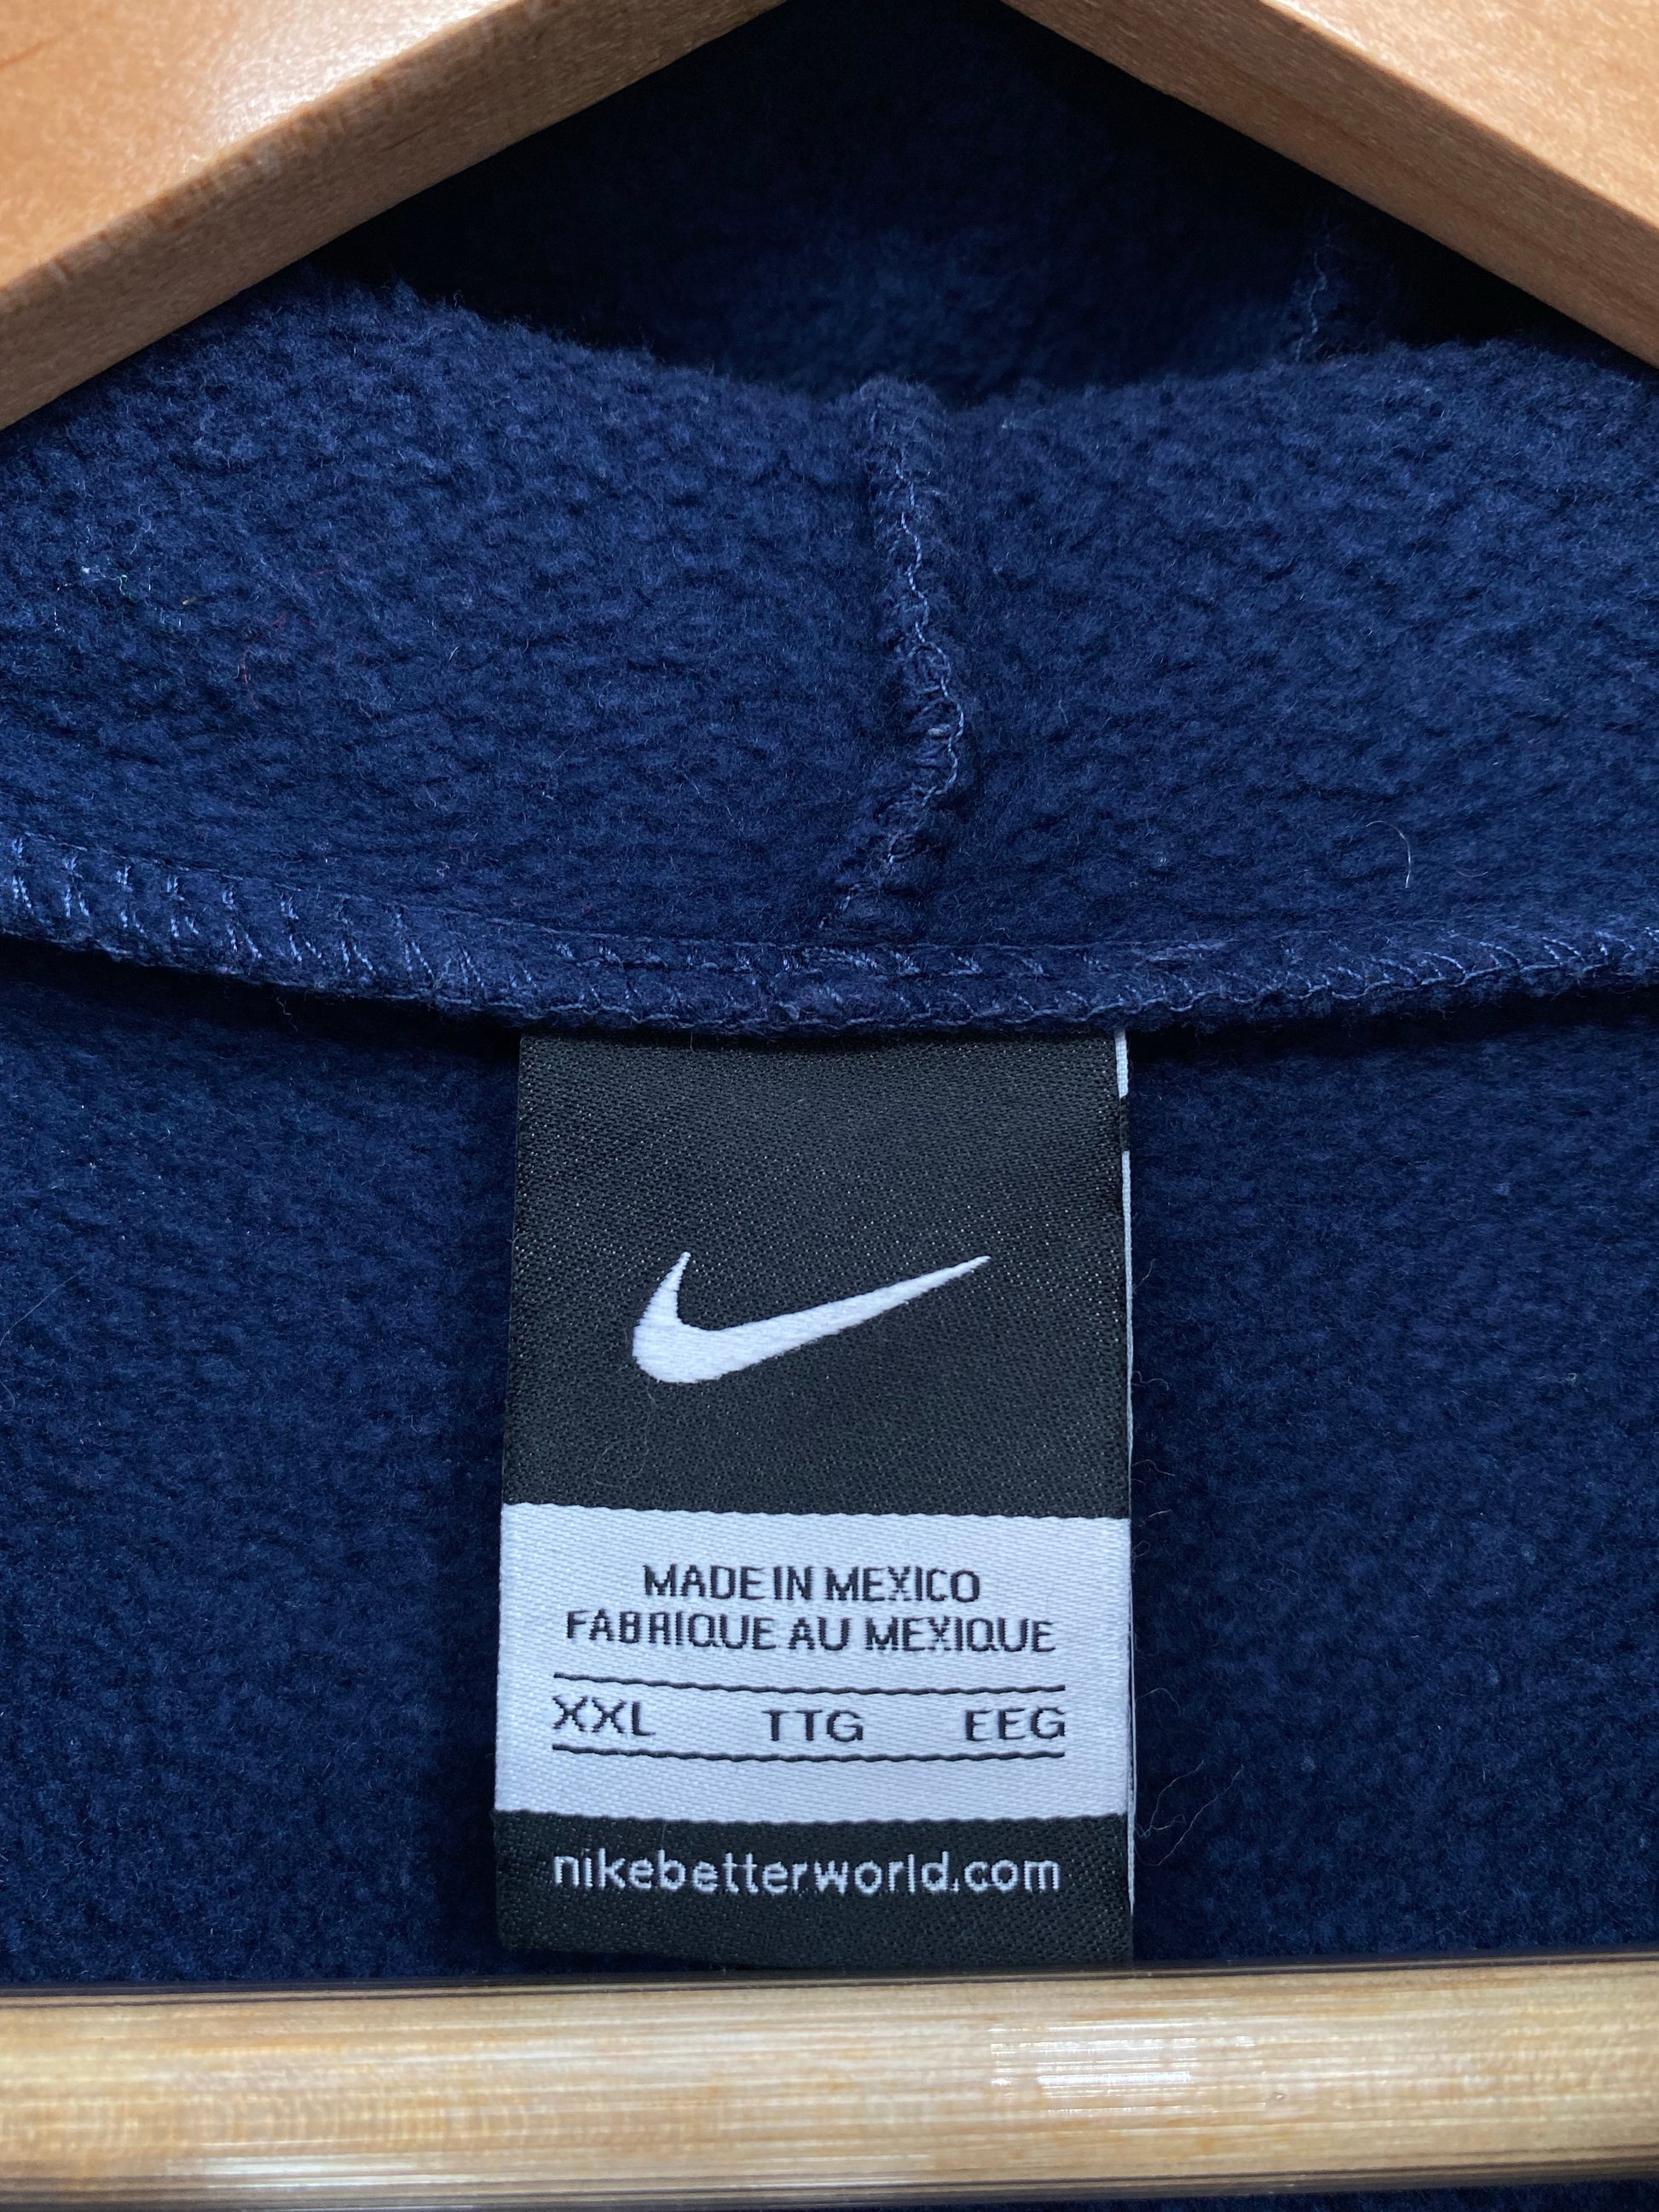 MADE IN MEXICO
FABRIQUE AU MEXIQUE
XXL TTG EEG
nikebetterworld.com